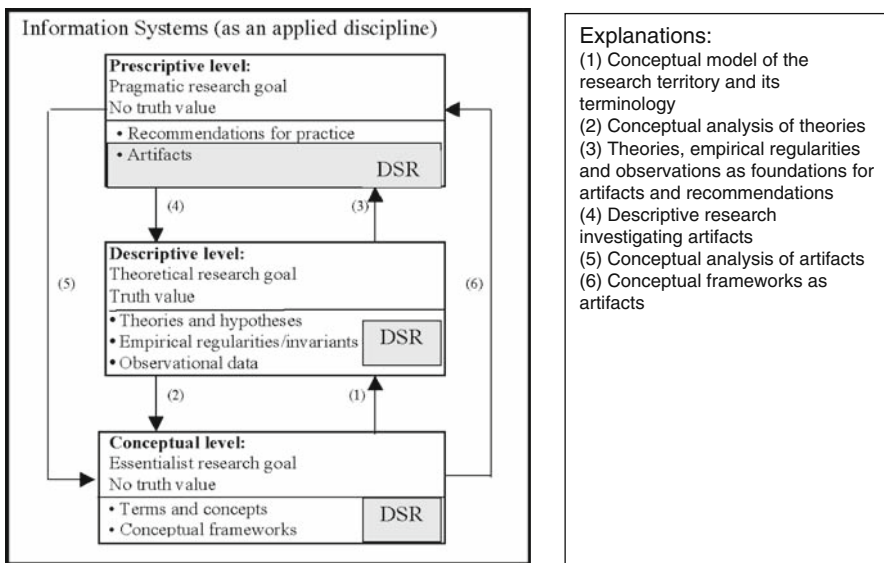 Information Systems (as an applied discipline)
Prescriptive level:
Pragmatic research goal
No truth value
• Recommendations for practice
• Artifacts
DSR
(4)
(3)
Descriptive level:
Theoretical research goal
Truth value
• Theories and hypotheses
• Empirical regularities/invariants
• Observational data
DSR
(5)
(6)
(2)
(1)
Conceptual level:
Essentialist research goal
No truth value
• Terms and concepts
• Conceptual frameworks
DSR
Explanations:
(1) Conceptual model of the
research territory and its
terminology
(2) Conceptual analysis of theories
(3) Theories, empirical regularities
and observations as foundations for
artifacts and recommendations
(4) Descriptive research
investigating artifacts
(5) Conceptual analysis of artifacts
(6) Conceptual frameworks as
artifacts